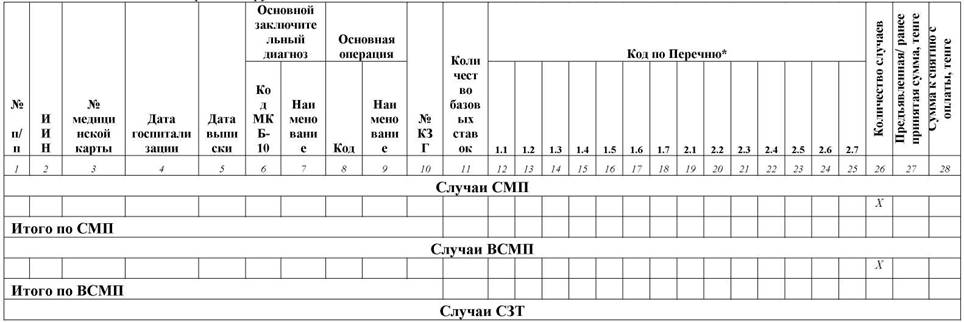 № п/п
ИИН
№ медицинской карты
Дата госпитализации
Дата выписки
Основной заключительный диагноз
Код МКБ-10
Наименование
Основная операция
Код
Наименование
№ КЗГ
Количество базовых ставок
Код по Перечню*
1.1 1.2 1.3 1.4 1.5 1.6 1.7 2.1 2.2 2.3 2.4 2.5 2.6 2.7
Количество случаев
Предъявленная/ ранее принятая сумма, тенге
Сумма к снятию с оплаты, тенге
1 2 3 4 5 6 7 8 9 10 11 12 13 14 15 16 17 18 19 20 21 22 23 24 25 26 27 28
Случаи СМП
X
Итого по СМП
Случаи ВСМП
X
Итого по ВСМП
Случаи СЗТ